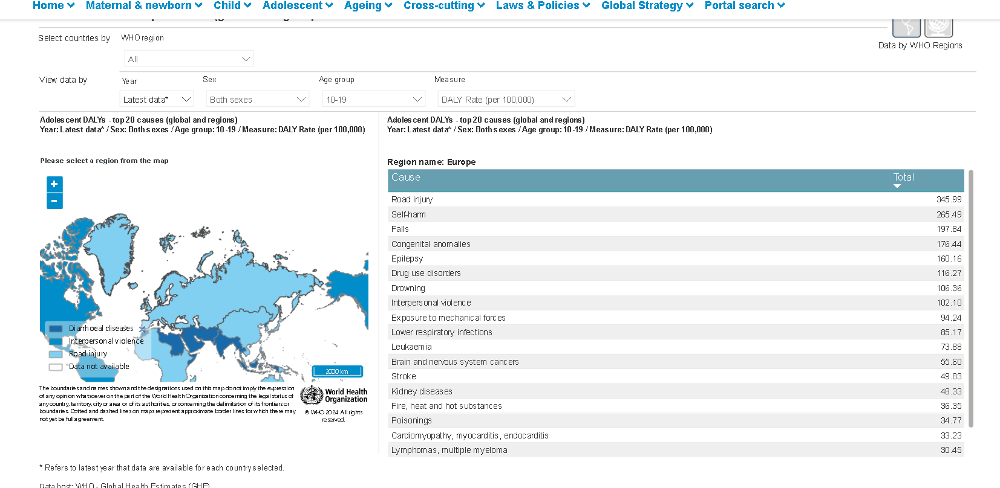 Home
Maternal & newborn
Child
Adolescent
Ageing
Cross-cutting
Laws & Policies
Global Strategy
Portal search
Select countries by
WHO region
Data by WHO Regions
All
View data by
Year
Sex
Age group
Measure
Latest data*
Both sexes
10-19
DALY Rate (per 100,000)
Adolescent DALYs - top 20 causes (global and regions)
Year: Latest data* / Sex: Both sexes / Age group: 10-19 / Measure: DALY Rate (per 100,000)
Please select a region from the map
+
−
Diarrhoeal diseases
Interpersonal violence
Road injury
Data not available
2000 km
The boundaries and names shown and the designations used on this map do not imply the expression
of any opinion whatsoever on the part of the World Health Organization concerning the legal status of
any country, territory, city or area or of its authorities, or concerning the delimitation of its frontiers or
boundaries. Dotted and dashed lines on maps represent approximate border lines for which there may
not yet be full agreement.
World Health
Organization
© WHO 2024. All rights
reserved.
Adolescent DALYs - top 20 causes (global and regions)
Year: Latest data* / Sex: Both sexes / Age group: 10-19 / Measure: DALY Rate (per 100,000)
Region name: Europe
Cause Total
Road injury 345.99
Self-harm 265.49
Falls 197.84
Congenital anomalies 176.44
Epilepsy 160.16
Drug use disorders 116.27
Drowning 106.36
Interpersonal violence 102.10
Exposure to mechanical forces 94.24
Lower respiratory infections 85.17
Leukaemia 73.88
Brain and nervous system cancers 55.60
Stroke 49.83
Kidney diseases 48.33
Fire, heat and hot substances 36.35
Poisonings 34.77
Cardiomyopathy, myocarditis, endocarditis 33.23
Lymphomas, multiple myeloma 30.45
* Refers to latest year that data are available for each country selected.
Data host: WHO - Global Health Estimates (GHE)